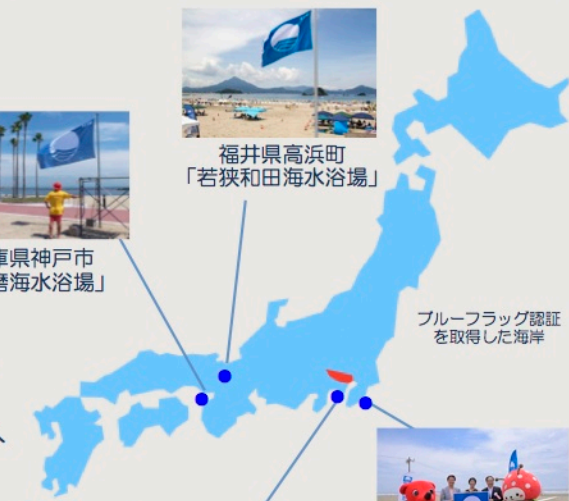 福井県高浜町
「若狭和田海水浴場」
庫県神戸市
磨海水浴場」
ブルーフラッグ認証
を取得した海岸